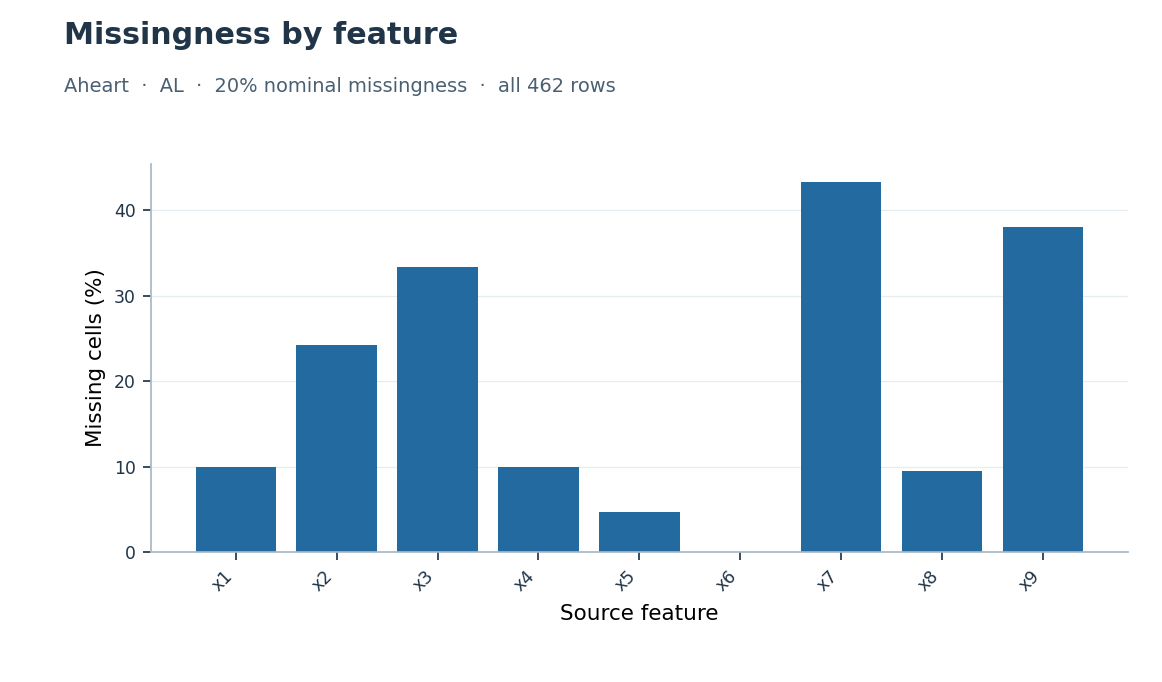 Missingness by feature
Aheart · AL · 20% nominal missingness · all 462 rows
Missing cells (%)
40
30
20
10
0
x1 x2 x3 x4 x5 x6 x7 x8 x9
Source feature